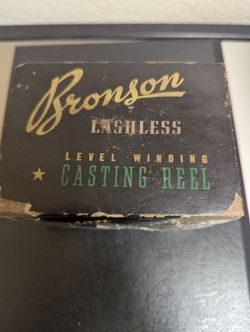 Bronson
LASHLESS
LEVEL-WINDING
CASTING REEL